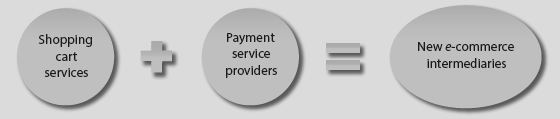 Shopping
cart
services
+
Payment
service
providers
=
New e-commerce
intermediaries